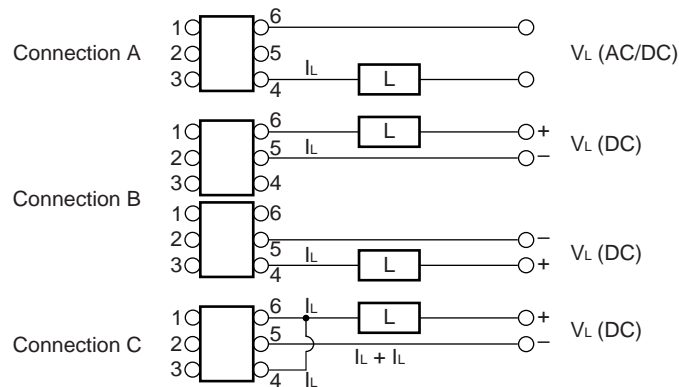 Connection A
1 6
2 5
3 4
IL L
VL (AC/DC)
Connection B
1 6
2 5
3 4
IL L
+
−
VL (DC)
1 6
2 5
3 4
IL L
−
+
VL (DC)
Connection C
1 6
2 5
3 4
IL L
IL + IL
IL
+
−
VL (DC)